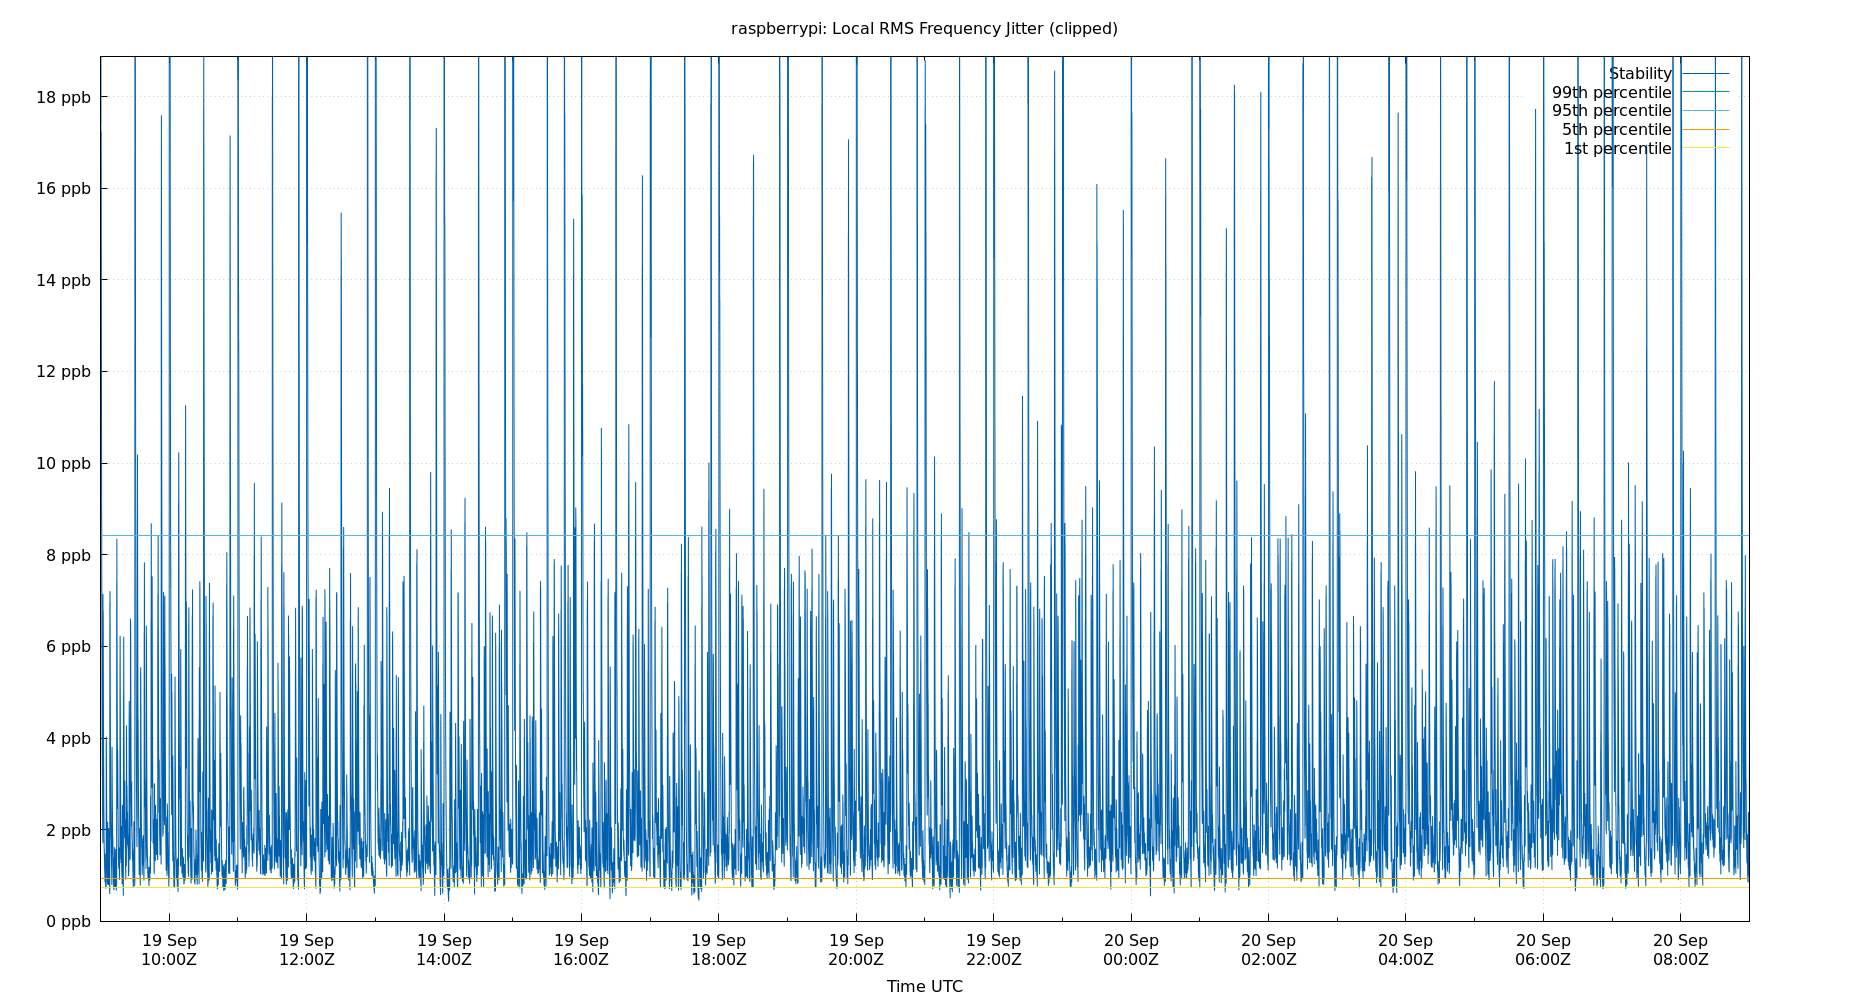 raspberrypi: Local RMS Frequency Jitter (clipped)
Stability
99th percentile
95th percentile
5th percentile
1st percentile
18 ppb
16 ppb
14 ppb
12 ppb
10 ppb
8 ppb
6 ppb
4 ppb
2 ppb
0 ppb
19 Sep 19 Sep 19 Sep 19 Sep 19 Sep 19 Sep 19 Sep 20 Sep 20 Sep 20 Sep 20 Sep 20 Sep
10:00Z 12:00Z 14:00Z 16:00Z 18:00Z 20:00Z 22:00Z 00:00Z 02:00Z 04:00Z 06:00Z 08:00Z
Time UTC